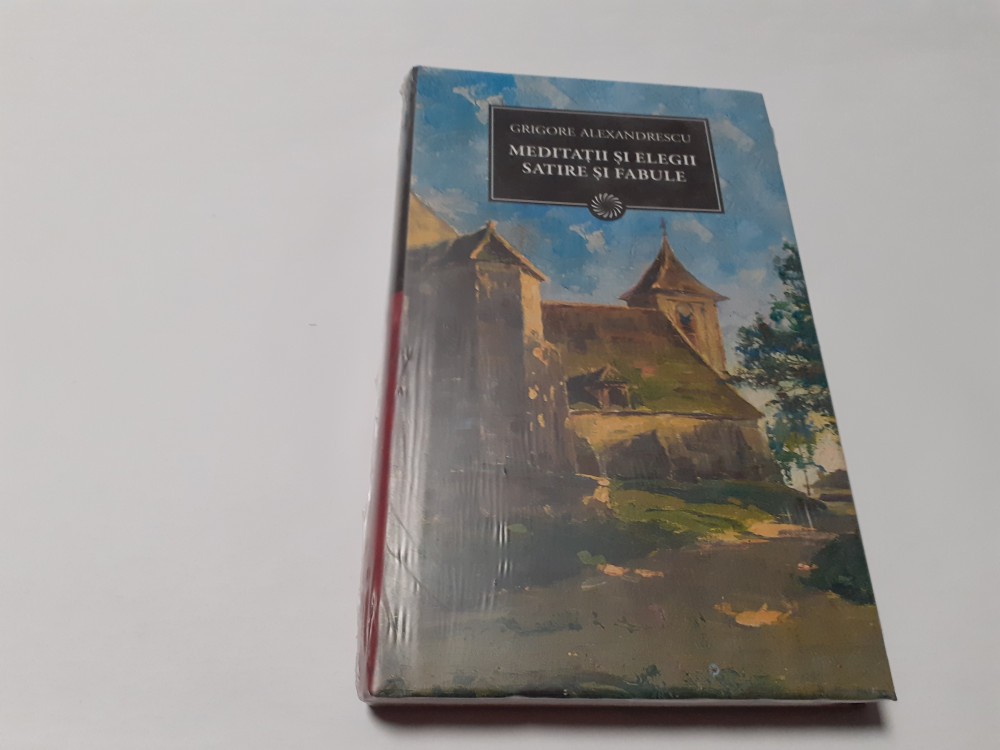 GRIGORE ALEXANDRESCU
MEDITAȚII ȘI ELEGII
SATIRE ȘI FABULE